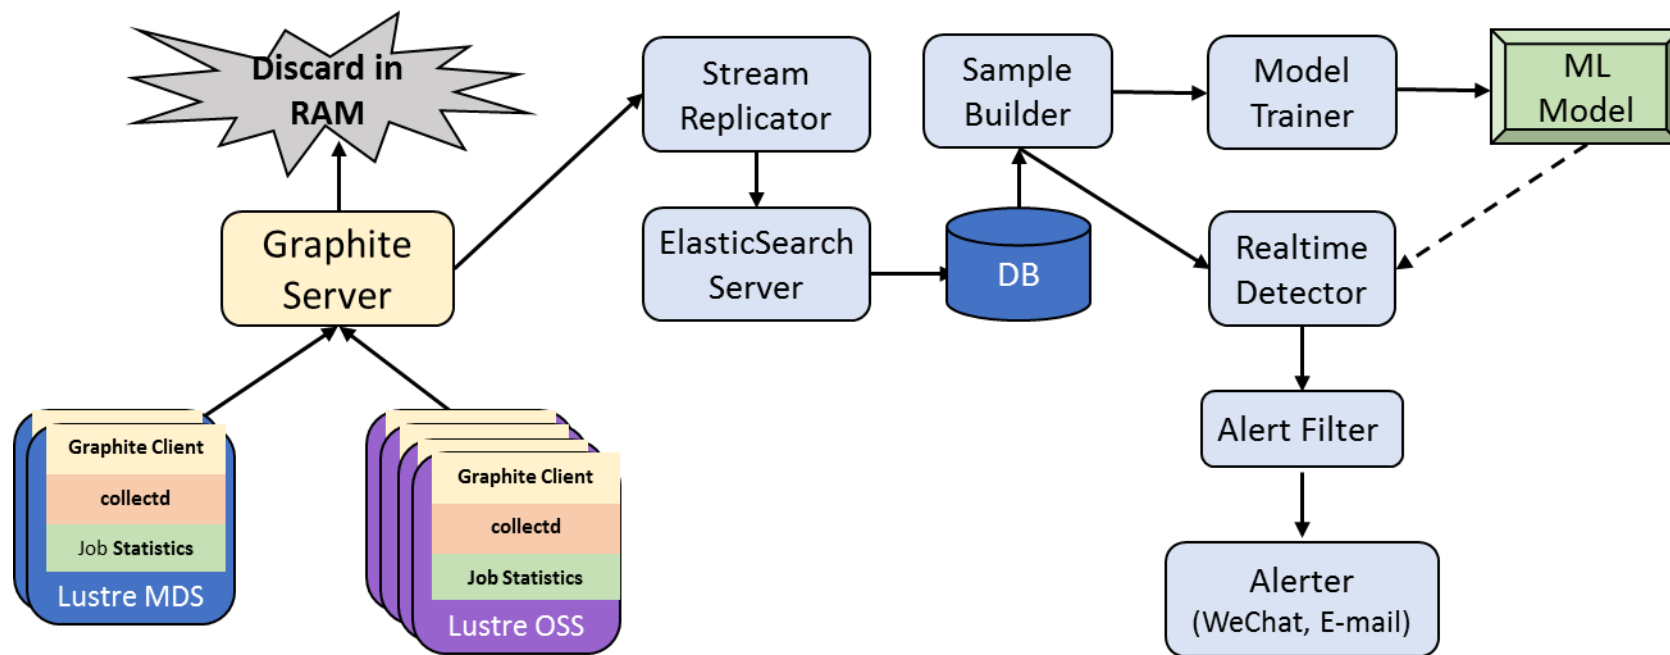 Discard in
RAM
Stream
Replicator
Sample
Builder
Model
Trainer
ML
Model
Graphite
Server
ElasticSearch
Server
DB
Realtime
Detector
Alert Filter
Alerter
(WeChat, E-mail)
Graphite Client
collectd
Job Statistics
Lustre MDS
Graphite Client
collectd
Job Statistics
Lustre OSS